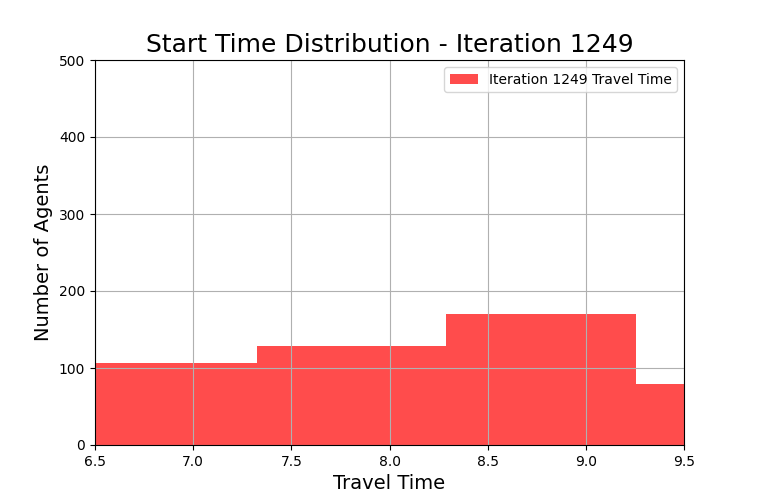 Start Time Distribution - Iteration 1249
Iteration 1249 Travel Time
Number of Agents
500
400
300
200
100
0
6.5 7.0 7.5 8.0 8.5 9.0 9.5
Travel Time